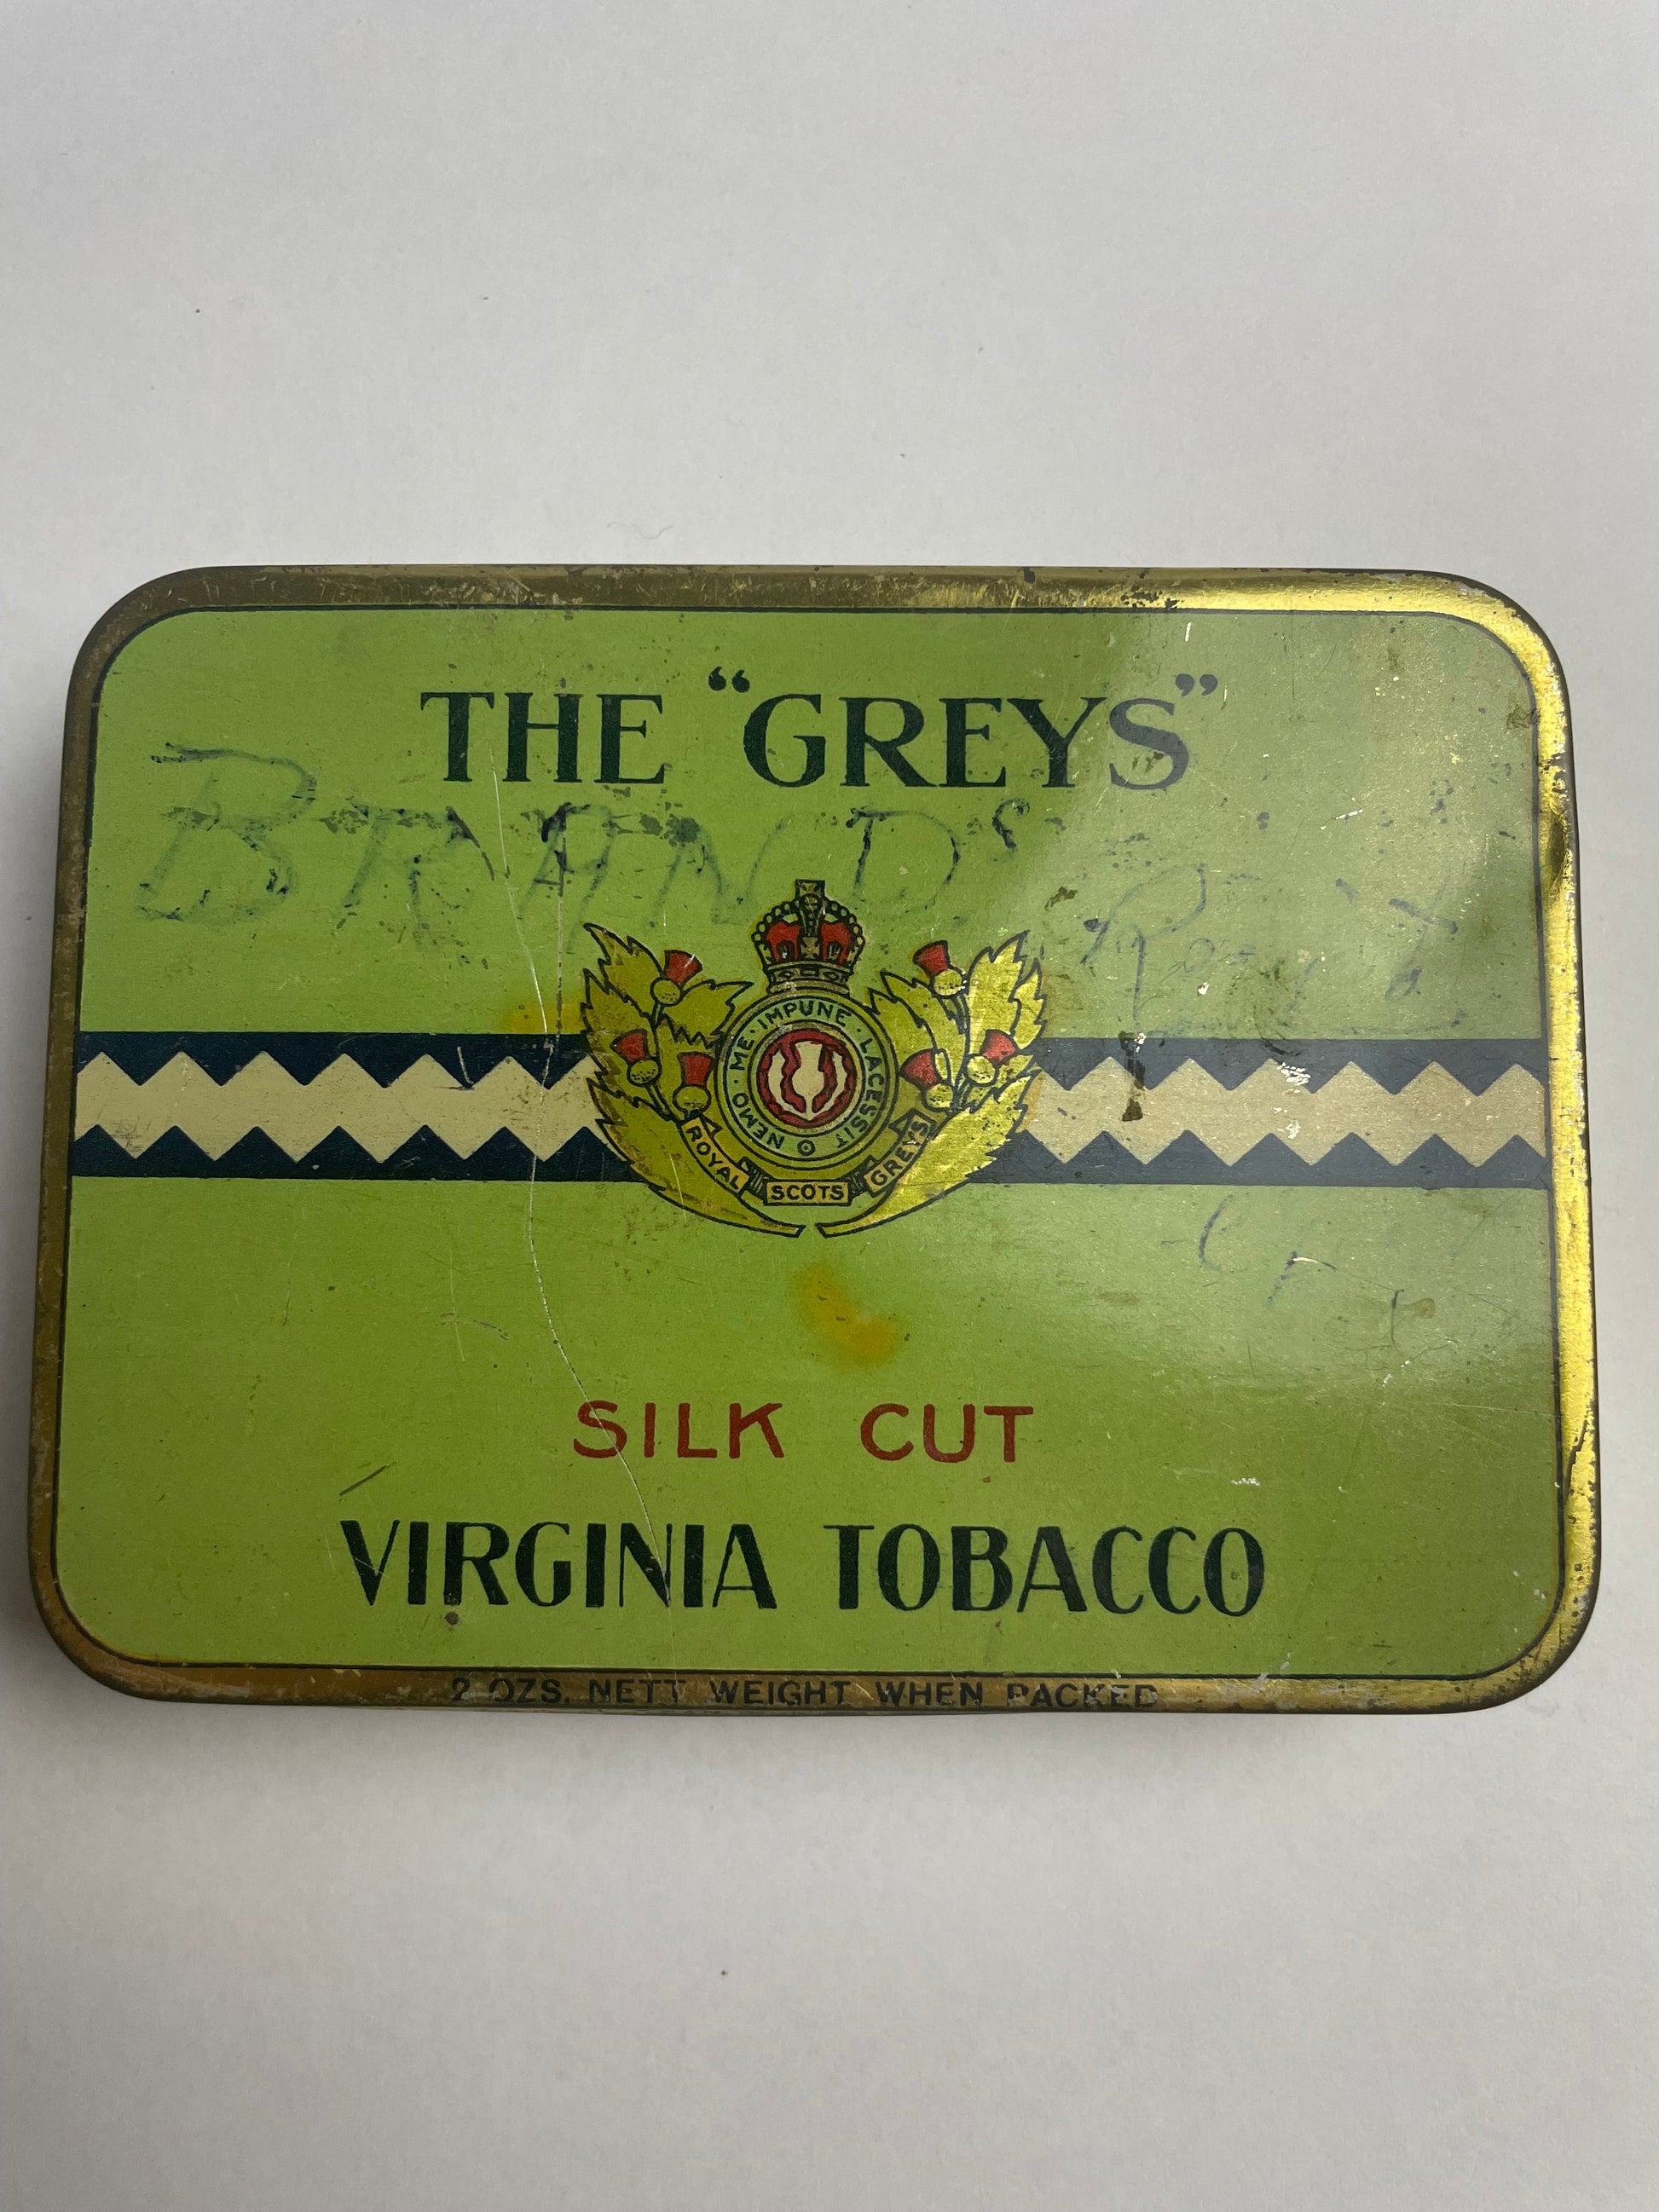 THE "GREYS"
BRAND'S
NEMO · ME · IMPUNE · LACESSIT
ROYAL SCOTS GREYS
SILK CUT
VIRGINIA TOBACCO
2 OZS. NETT WEIGHT WHEN PACKED